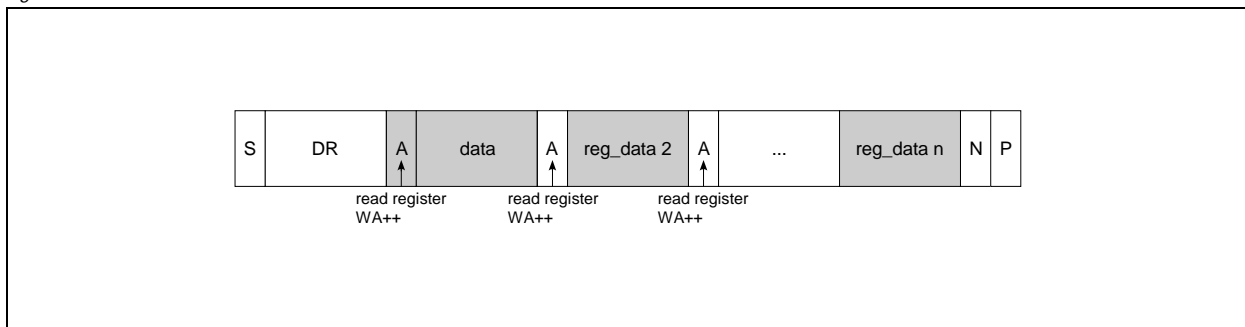 S DR A data A reg_data 2 A ... reg_data n N P
read register read register read register
WA++ WA++ WA++